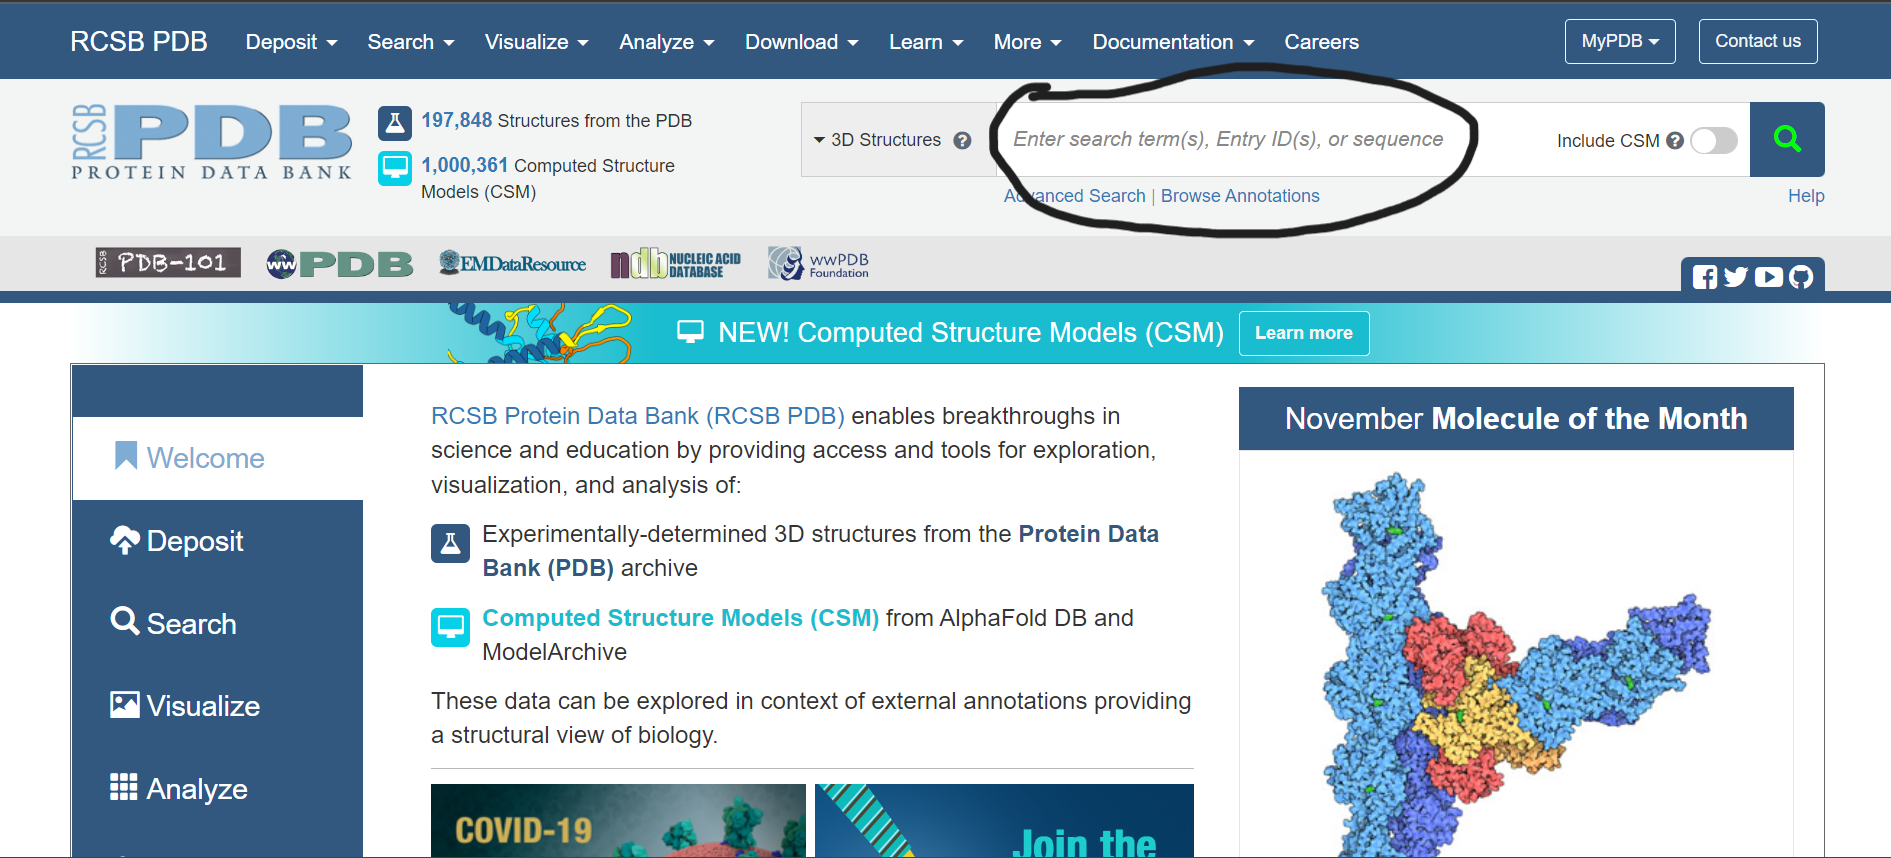 RCSB PDB Deposit Search Visualize Analyze Download Learn More Documentation Careers MyPDB Contact us
RCSB PDB
PROTEIN DATA BANK
197,848 Structures from the PDB
1,000,361 Computed Structure
Models (CSM)
3D Structures ? Enter search term(s), Entry ID(s), or sequence Include CSM ?
Advanced Search | Browse Annotations Help
RCSB PDB-101
wwPDB
EMDataResource
ndb NUCLEIC ACID
DATABASE
wwPDB
Foundation
NEW! Computed Structure Models (CSM) Learn more
Welcome
Deposit
Search
Visualize
Analyze
RCSB Protein Data Bank (RCSB PDB) enables breakthroughs in
science and education by providing access and tools for exploration,
visualization, and analysis of:
Experimentally-determined 3D structures from the Protein Data
Bank (PDB) archive
Computed Structure Models (CSM) from AlphaFold DB and
ModelArchive
These data can be explored in context of external annotations providing
a structural view of biology.
COVID-19
Join the
November Molecule of the Month